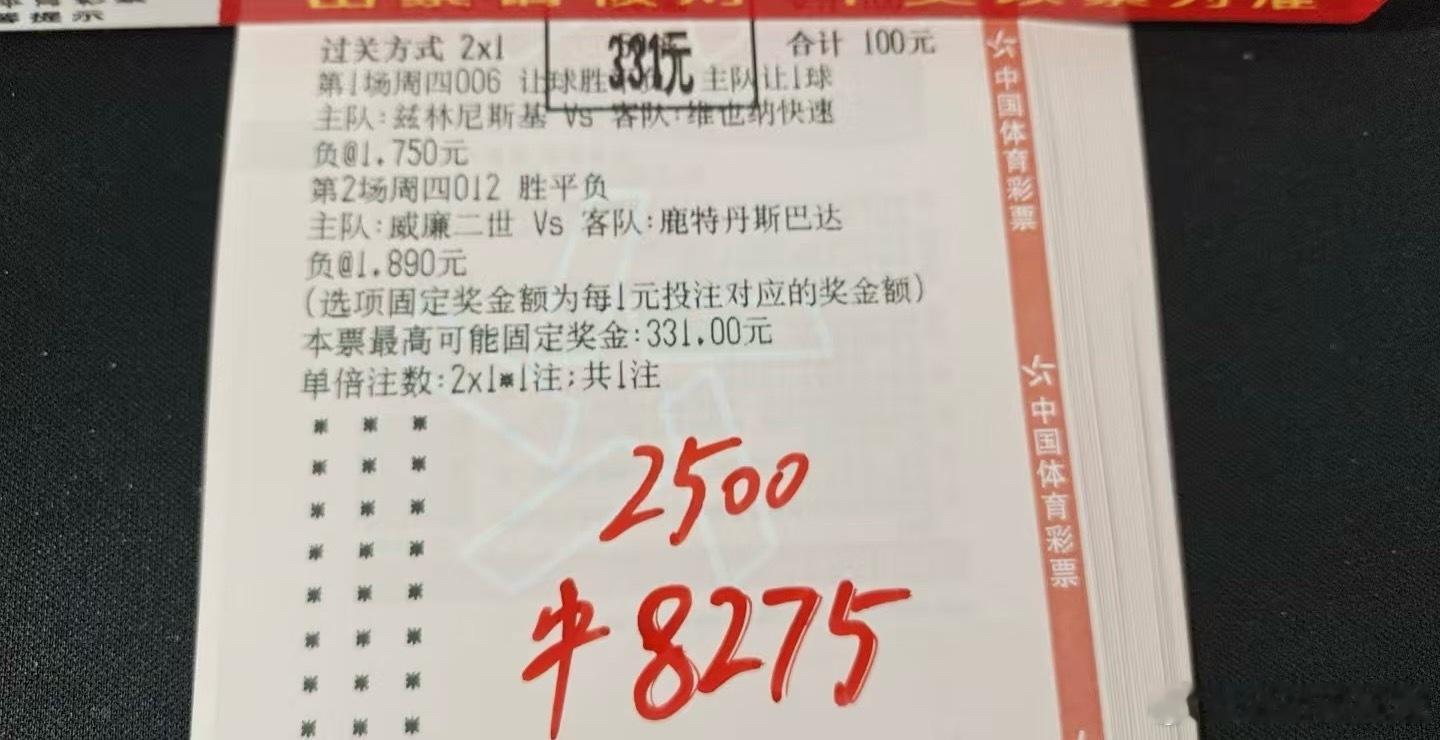 菩提示
过关方式 2x1 331元 合计 100元
第1场周四006 让球胜 主队让1球
主队:兹林尼斯基 Vs 客队:维也纳快速
负@1.750元
第2场周四012 胜平负
主队:威廉二世 Vs 客队:鹿特丹斯巴达
负@1.890元
(选项固定奖金额为每1元投注对应的奖金额)
本票最高可能固定奖金:331.00元
单倍注数:2x1*1注;共1注
2500
中8275
中国体育彩票
中国体育彩票